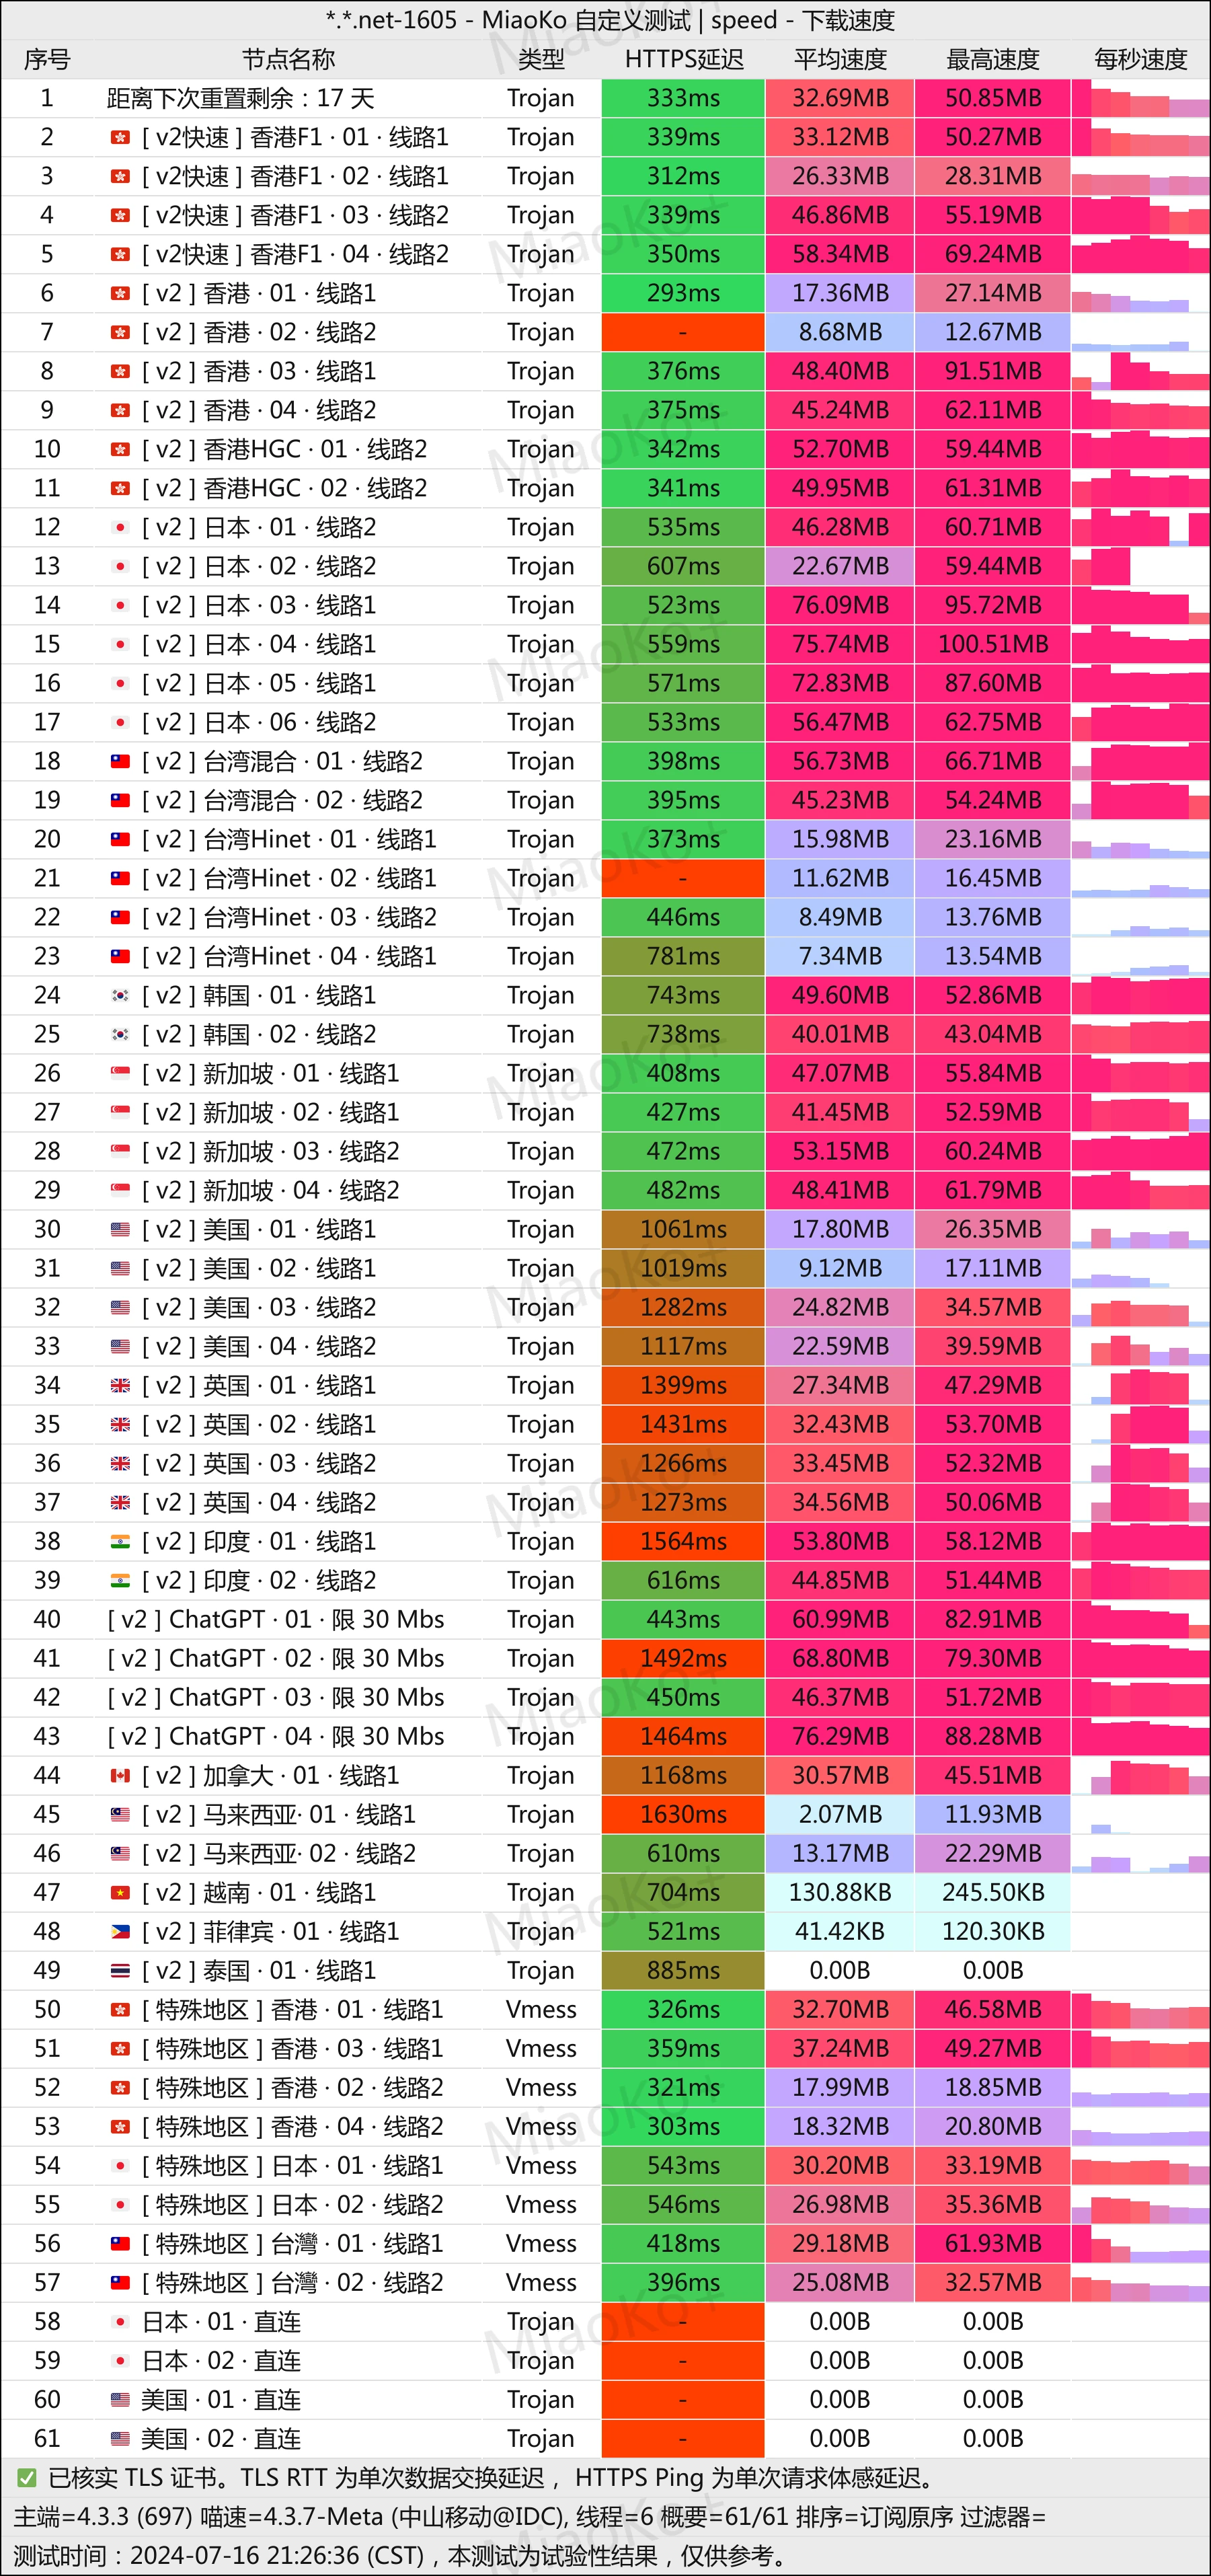 *.*.net-1605 - MiaoKo 自定义测试 | speed - 下载速度
序号 节点名称 类型 HTTPS延迟 平均速度 最高速度 每秒速度
1 距离下次重置剩余：17 天 Trojan 333ms 32.69MB 50.85MB
2 [ v2快速 ] 香港F1 · 01 · 线路1 Trojan 339ms 33.12MB 50.27MB
3 [ v2快速 ] 香港F1 · 02 · 线路1 Trojan 312ms 26.33MB 28.31MB
4 [ v2快速 ] 香港F1 · 03 · 线路2 Trojan 339ms 46.86MB 55.19MB
5 [ v2快速 ] 香港F1 · 04 · 线路2 Trojan 350ms 58.34MB 69.24MB
6 [ v2 ] 香港 · 01 · 线路1 Trojan 293ms 17.36MB 27.14MB
7 [ v2 ] 香港 · 02 · 线路2 Trojan - 8.68MB 12.67MB
8 [ v2 ] 香港 · 03 · 线路1 Trojan 376ms 48.40MB 91.51MB
9 [ v2 ] 香港 · 04 · 线路2 Trojan 375ms 45.24MB 62.11MB
10 [ v2 ] 香港HGC · 01 · 线路2 Trojan 342ms 52.70MB 59.44MB
11 [ v2 ] 香港HGC · 02 · 线路2 Trojan 341ms 49.95MB 61.31MB
12 [ v2 ] 日本 · 01 · 线路2 Trojan 535ms 46.28MB 60.71MB
13 [ v2 ] 日本 · 02 · 线路2 Trojan 607ms 22.67MB 59.44MB
14 [ v2 ] 日本 · 03 · 线路1 Trojan 523ms 76.09MB 95.72MB
15 [ v2 ] 日本 · 04 · 线路1 Trojan 559ms 75.74MB 100.51MB
16 [ v2 ] 日本 · 05 · 线路1 Trojan 571ms 72.83MB 87.60MB
17 [ v2 ] 日本 · 06 · 线路2 Trojan 533ms 56.47MB 62.75MB
18 [ v2 ] 台湾混合 · 01 · 线路2 Trojan 398ms 56.73MB 66.71MB
19 [ v2 ] 台湾混合 · 02 · 线路2 Trojan 395ms 45.23MB 54.24MB
20 [ v2 ] 台湾Hinet · 01 · 线路1 Trojan 373ms 15.98MB 23.16MB
21 [ v2 ] 台湾Hinet · 02 · 线路1 Trojan - 11.62MB 16.45MB
22 [ v2 ] 台湾Hinet · 03 · 线路2 Trojan 446ms 8.49MB 13.76MB
23 [ v2 ] 台湾Hinet · 04 · 线路1 Trojan 781ms 7.34MB 13.54MB
24 [ v2 ] 韩国 · 01 · 线路1 Trojan 743ms 49.60MB 52.86MB
25 [ v2 ] 韩国 · 02 · 线路2 Trojan 738ms 40.01MB 43.04MB
26 [ v2 ] 新加坡 · 01 · 线路1 Trojan 408ms 47.07MB 55.84MB
27 [ v2 ] 新加坡 · 02 · 线路1 Trojan 427ms 41.45MB 52.59MB
28 [ v2 ] 新加坡 · 03 · 线路2 Trojan 472ms 53.15MB 60.24MB
29 [ v2 ] 新加坡 · 04 · 线路2 Trojan 482ms 48.41MB 61.79MB
30 [ v2 ] 美国 · 01 · 线路1 Trojan 1061ms 17.80MB 26.35MB
31 [ v2 ] 美国 · 02 · 线路1 Trojan 1019ms 9.12MB 17.11MB
32 [ v2 ] 美国 · 03 · 线路2 Trojan 1282ms 24.82MB 34.57MB
33 [ v2 ] 美国 · 04 · 线路2 Trojan 1117ms 22.59MB 39.59MB
34 [ v2 ] 英国 · 01 · 线路1 Trojan 1399ms 27.34MB 47.29MB
35 [ v2 ] 英国 · 02 · 线路1 Trojan 1431ms 32.43MB 53.70MB
36 [ v2 ] 英国 · 03 · 线路2 Trojan 1266ms 33.45MB 52.32MB
37 [ v2 ] 英国 · 04 · 线路2 Trojan 1273ms 34.56MB 50.06MB
38 [ v2 ] 印度 · 01 · 线路1 Trojan 1564ms 53.80MB 58.12MB
39 [ v2 ] 印度 · 02 · 线路2 Trojan 616ms 44.85MB 51.44MB
40 [ v2 ] ChatGPT · 01 · 限 30 Mbs Trojan 443ms 60.99MB 82.91MB
41 [ v2 ] ChatGPT · 02 · 限 30 Mbs Trojan 1492ms 68.80MB 79.30MB
42 [ v2 ] ChatGPT · 03 · 限 30 Mbs Trojan 450ms 46.37MB 51.72MB
43 [ v2 ] ChatGPT · 04 · 限 30 Mbs Trojan 1464ms 76.29MB 88.28MB
44 [ v2 ] 加拿大 · 01 · 线路1 Trojan 1168ms 30.57MB 45.51MB
45 [ v2 ] 马来西亚· 01 · 线路1 Trojan 1630ms 2.07MB 11.93MB
46 [ v2 ] 马来西亚· 02 · 线路2 Trojan 610ms 13.17MB 22.29MB
47 [ v2 ] 越南 · 01 · 线路1 Trojan 704ms 130.88KB 245.50KB
48 [ v2 ] 菲律宾 · 01 · 线路1 Trojan 521ms 41.42KB 120.30KB
49 [ v2 ] 泰国 · 01 · 线路1 Trojan 885ms 0.00B 0.00B
50 [ 特殊地区 ] 香港 · 01 · 线路1 Vmess 326ms 32.70MB 46.58MB
51 [ 特殊地区 ] 香港 · 03 · 线路1 Vmess 359ms 37.24MB 49.27MB
52 [ 特殊地区 ] 香港 · 02 · 线路2 Vmess 321ms 17.99MB 18.85MB
53 [ 特殊地区 ] 香港 · 04 · 线路2 Vmess 303ms 18.32MB 20.80MB
54 [ 特殊地区 ] 日本 · 01 · 线路1 Vmess 543ms 30.20MB 33.19MB
55 [ 特殊地区 ] 日本 · 02 · 线路2 Vmess 546ms 26.98MB 35.36MB
56 [ 特殊地区 ] 台灣 · 01 · 线路1 Vmess 418ms 29.18MB 61.93MB
57 [ 特殊地区 ] 台灣 · 02 · 线路2 Vmess 396ms 25.08MB 32.57MB
58 日本 · 01 · 直连 Trojan - 0.00B 0.00B
59 日本 · 02 · 直连 Trojan - 0.00B 0.00B
60 美国 · 01 · 直连 Trojan - 0.00B 0.00B
61 美国 · 02 · 直连 Trojan - 0.00B 0.00B
✅ 已核实 TLS 证书。TLS RTT 为单次数据交换延迟， HTTPS Ping 为单次请求体感延迟。
主端=4.3.3 (697) 喵速=4.3.7-Meta (中山移动@IDC), 线程=6 概要=61/61 排序=订阅原序 过滤器=
测试时间：2024-07-16 21:26:36 (CST)，本测试为试验性结果，仅供参考。